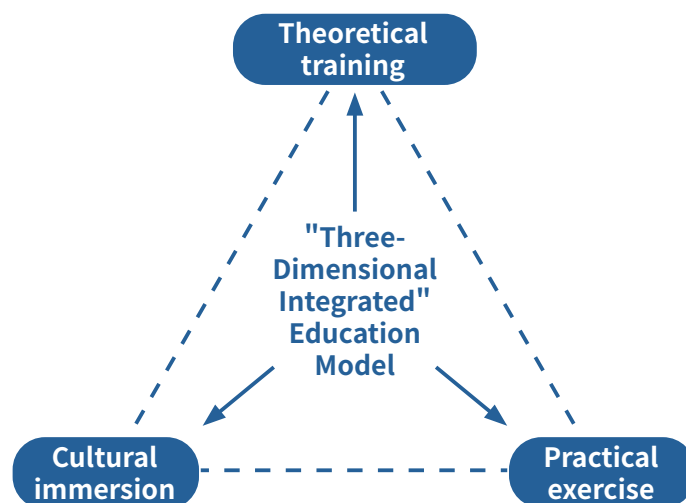 Theoretical
training
"Three-
Dimensional
Integrated"
Education
Model
Cultural
immersion
Practical
exercise